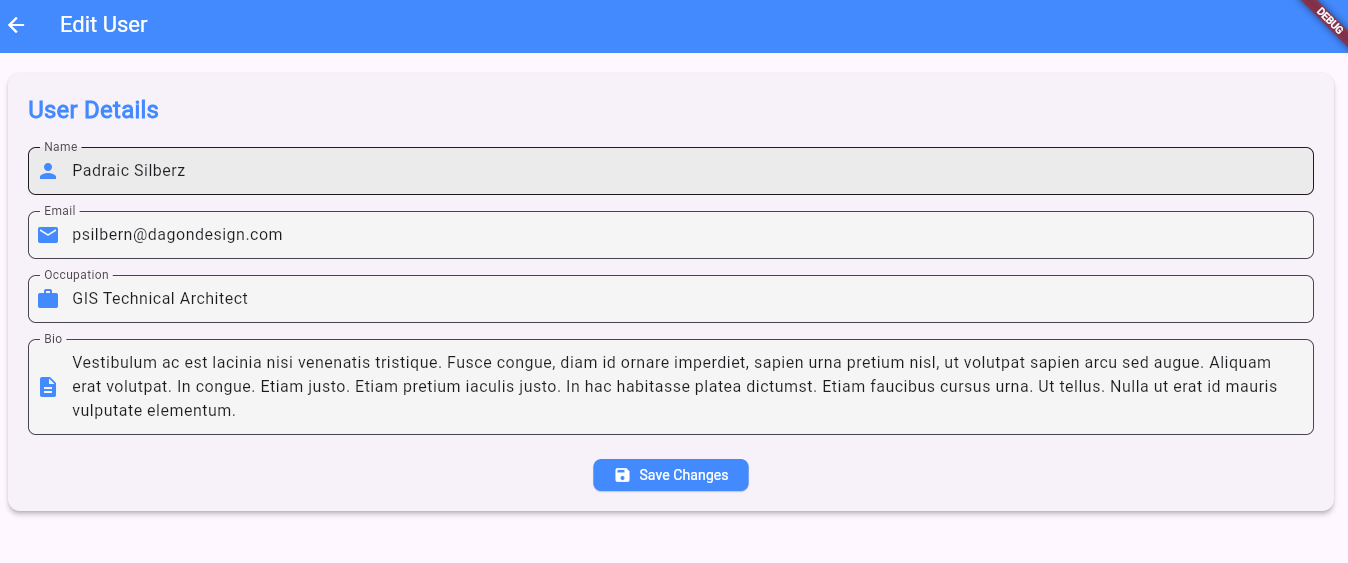 Edit User
DEBUG
User Details
Name
Padraic Silberz
Email
psilbern@dagondesign.com
Occupation
GIS Technical Architect
Bio
Vestibulum ac est lacinia nisi venenatis tristique. Fusce congue, diam id ornare imperdiet, sapien urna pretium nisl, ut volutpat sapien arcu sed augue. Aliquam
erat volutpat. In congue. Etiam justo. Etiam pretium iaculis justo. In hac habitasse platea dictumst. Etiam faucibus cursus urna. Ut tellus. Nulla ut erat id mauris
vulputate elementum.
Save Changes